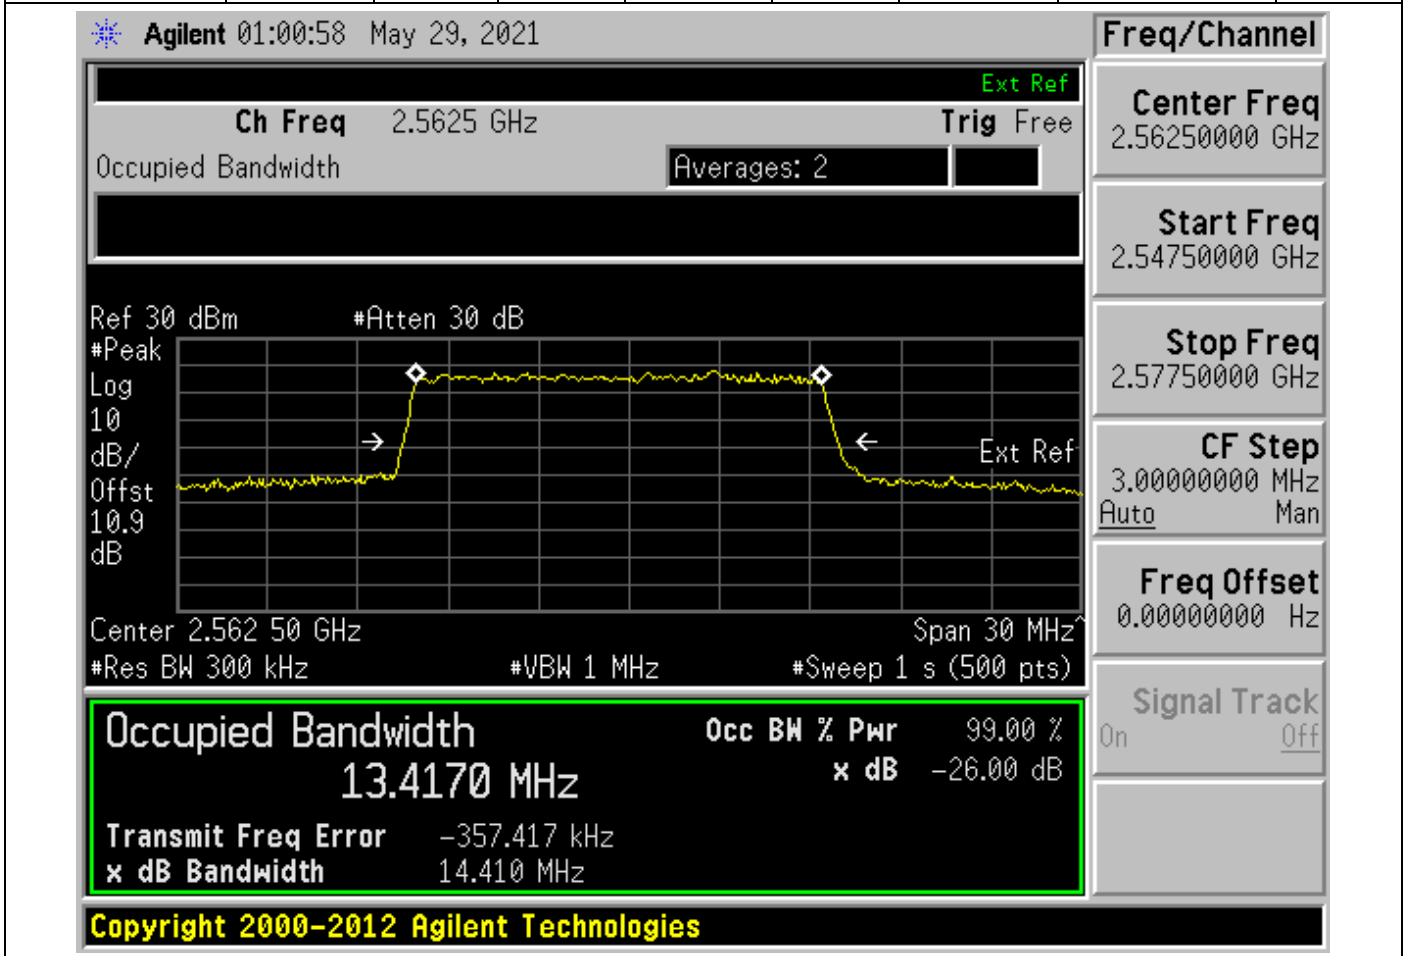 Agilent 01:00:58 May 29, 2021
Freq/Channel
Ext Ref
Ch Freq 2.5625 GHz Trig Free
Occupied Bandwidth Averages: 2
Center Freq
2.56250000 GHz
Start Freq
2.54750000 GHz
Stop Freq
2.57750000 GHz
CF Step
3.00000000 MHz
Auto Man
Freq Offset
0.00000000 Hz
Signal Track
On Off
Ref 30 dBm #Atten 30 dB
#Peak
Log
10
dB/
Offst
10.9
dB
Ext Ref
Center 2.562 50 GHz Span 30 MHz^
#Res BW 300 kHz #VBW 1 MHz #Sweep 1 s (500 pts)
Occupied Bandwidth Occ BW % Pwr 99.00 %
13.4170 MHz x dB -26.00 dB
Transmit Freq Error -357.417 kHz
x dB Bandwidth 14.410 MHz
Copyright 2000-2012 Agilent Technologies